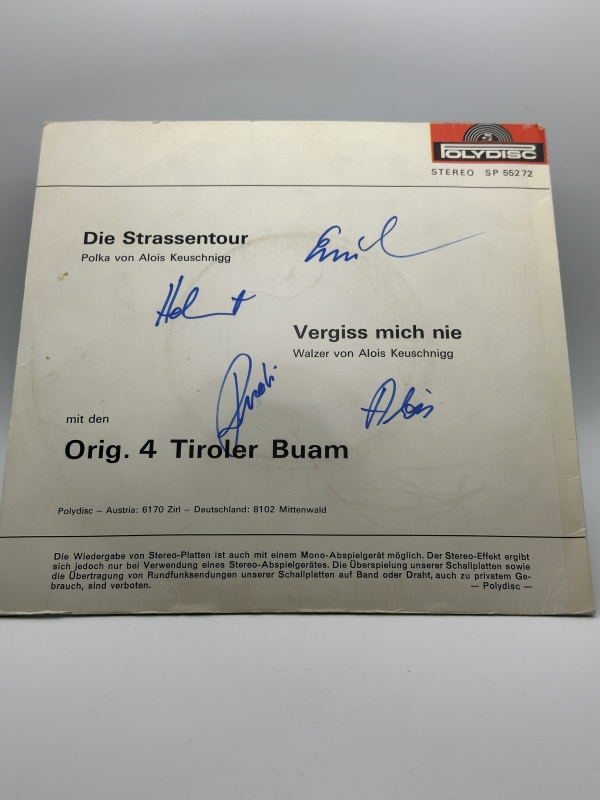 POLYDISC
STEREO SP 55272
Die Strassentour
Polka von Alois Keuschnigg
Emil
Helmut
Vergiss mich nie
Walzer von Alois Keuschnigg
Rudi
Alois
mit den
Orig. 4 Tiroler Buam
Polydisc – Austria: 6170 Zirl – Deutschland: 8102 Mittenwald
Die Wiedergabe von Stereo-Platten ist auch mit einem Mono-Abspielgerät möglich. Der Stereo-Effekt ergibt
sich jedoch nur bei Verwendung eines Stereo-Abspielgerätes. Die Überspielung unserer Schallplatten sowie
die Übertragung von Rundfunksendungen unserer Schallplatten auf Band oder Draht, auch zu privatem Ge-
brauch, sind verboten. — Polydisc —